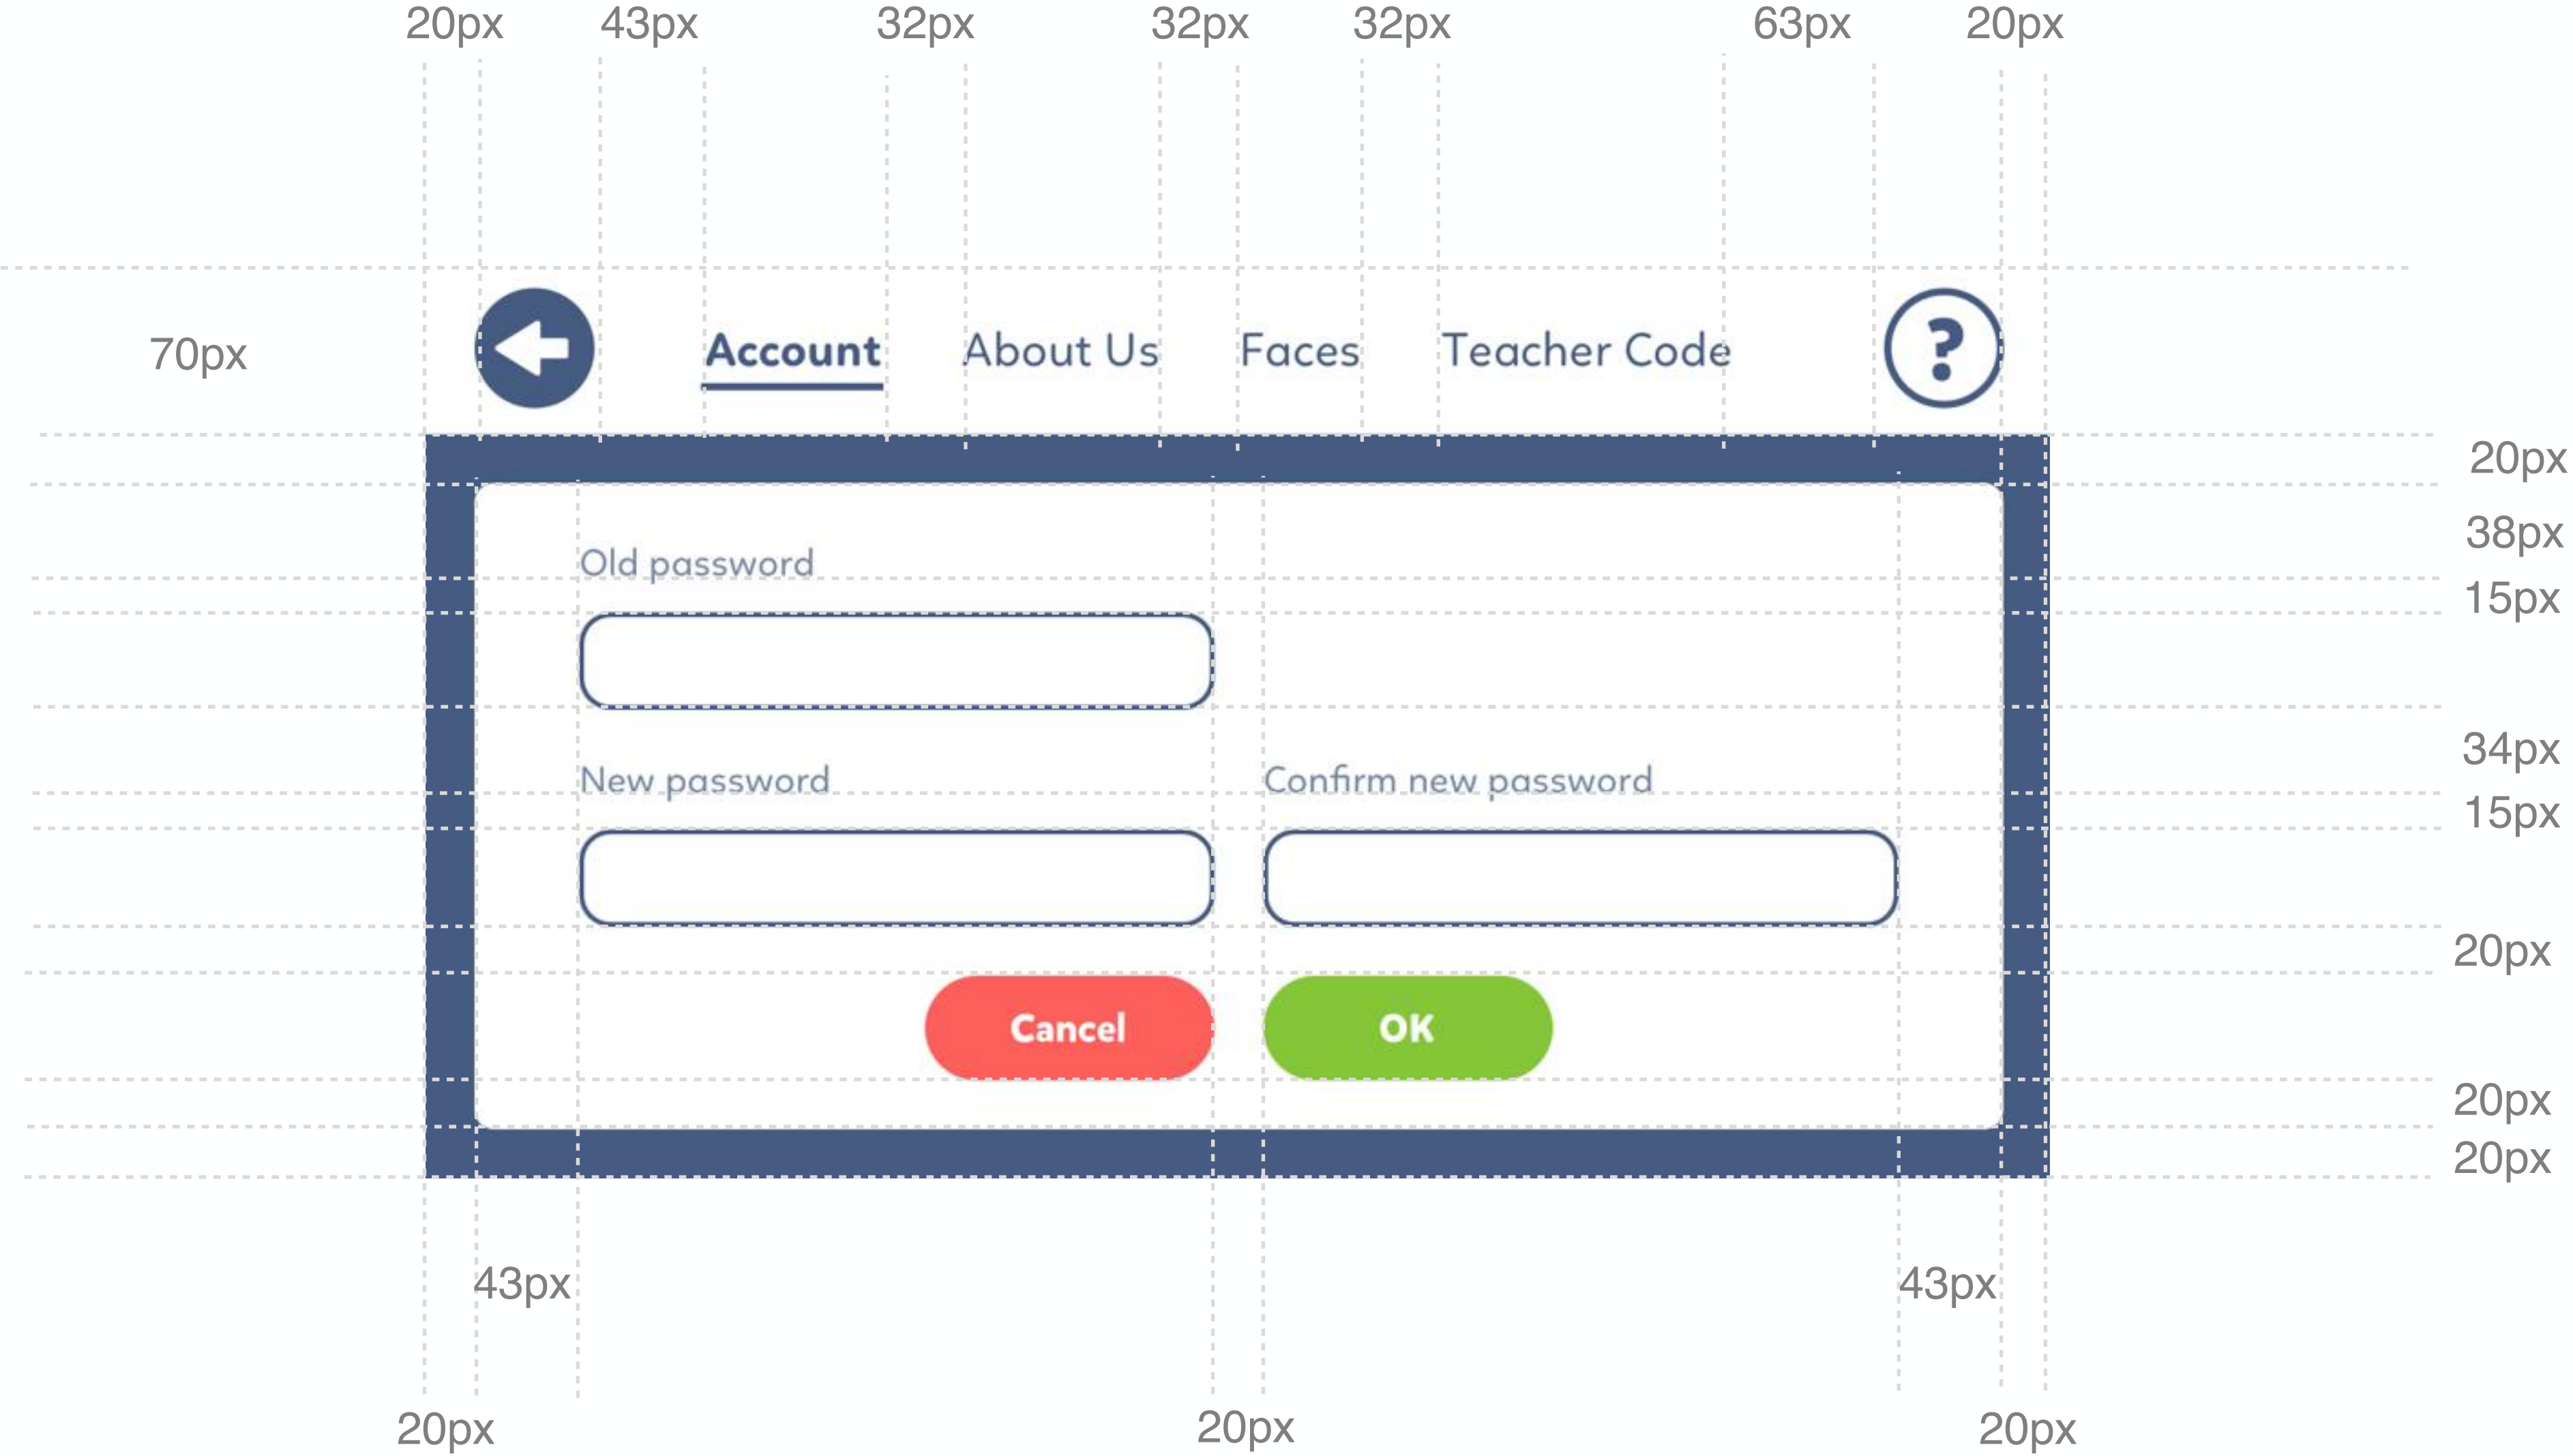 20px 43px 32px 32px 32px 63px 20px
70px
Account About Us Faces Teacher Code ?
20px
38px
Old password
15px
34px
New password Confirm new password
15px
20px
Cancel OK
20px
20px
43px 43px
20px 20px 20px